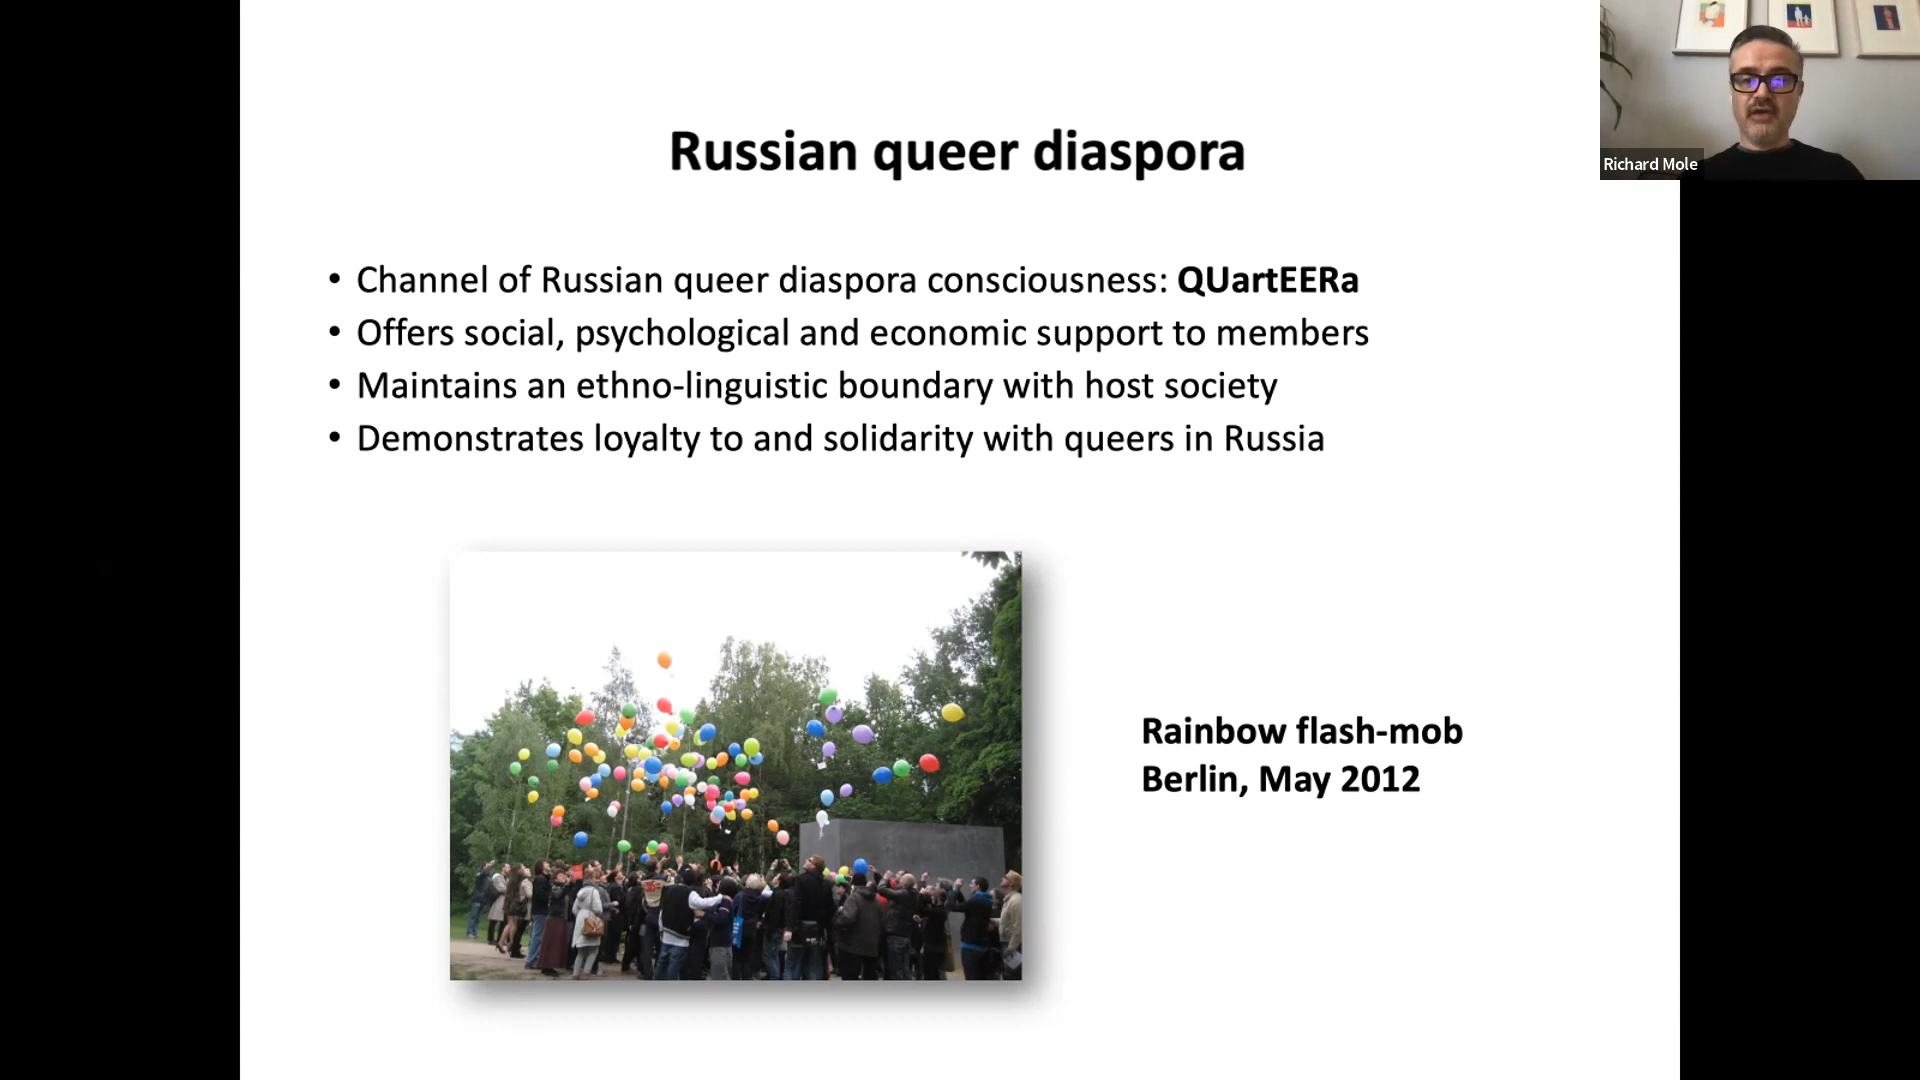 Russian queer diaspora
Richard Mole
• Channel of Russian queer diaspora consciousness: QUartEERa
• Offers social, psychological and economic support to members
• Maintains an ethno-linguistic boundary with host society
• Demonstrates loyalty to and solidarity with queers in Russia
Rainbow flash-mob
Berlin, May 2012